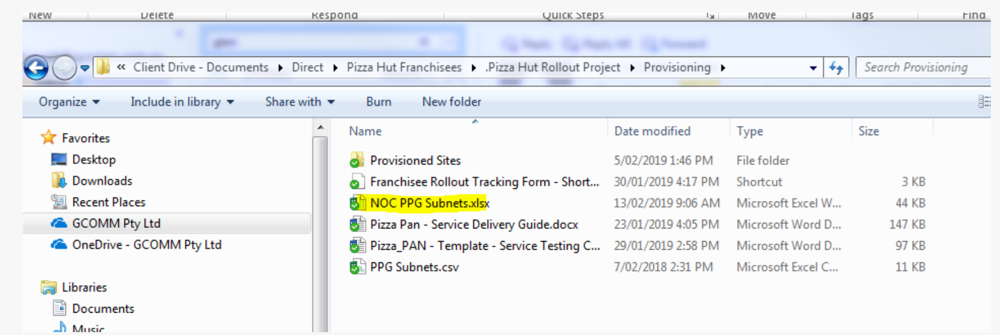 New Delete Respond Quick Steps Move Tags Find
Reply Reply All Forward
« Client Drive - Documents Direct Pizza Hut Franchisees .Pizza Hut Rollout Project Provisioning Search Provisioning
Organize Include in library Share with Burn New folder
Name Date modified Type Size
Favorites
Desktop
Downloads
Recent Places
GCOMM Pty Ltd
OneDrive - GCOMM Pty Ltd
Libraries
Documents
Music
Provisioned Sites 5/02/2019 1:46 PM File folder
Franchisee Rollout Tracking Form - Short... 30/01/2019 4:17 PM Shortcut 3 KB
NOC PPG Subnets.xlsx 13/02/2019 9:06 AM Microsoft Excel W... 44 KB
Pizza Pan - Service Delivery Guide.docx 23/01/2019 4:05 PM Microsoft Word D... 147 KB
Pizza_PAN - Template - Service Testing C... 29/01/2019 2:58 PM Microsoft Word D... 97 KB
PPG Subnets.csv 7/02/2018 2:31 PM Microsoft Excel C... 11 KB